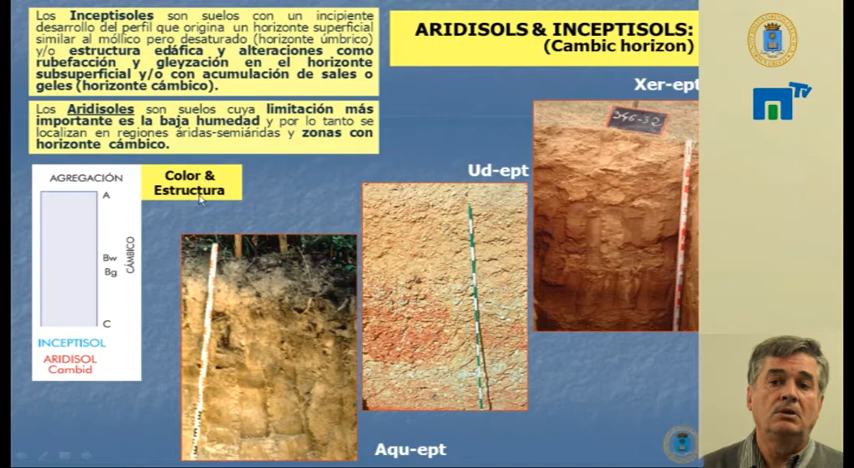 Los Inceptisoles son suelos con un incipiente
desarrollo del perfil que origina un horizonte superficial
similar al móllico pero desaturado (horizonte úmbrico)
y/o estructura edáfica y alteraciones como
rubefacción y gleyzación en el horizonte
subsuperficial y/o con acumulación de sales o
geles (horizonte cámbico).
Los Aridisoles son suelos cuya limitación más
importante es la baja humedad y por lo tanto se
localizan en regiones áridas-semiáridas y zonas con
horizonte cámbico.
ARIDISOLS & INCEPTISOLS:
(Cambic horizon)
Xer-ept
346-32
Ud-ept
Color &
Estructura
AGREGACIÓN
A
Bw
Bg
CÁMBICO
C
INCEPTISOL
ARIDISOL
Cambid
Aqu-ept
TV